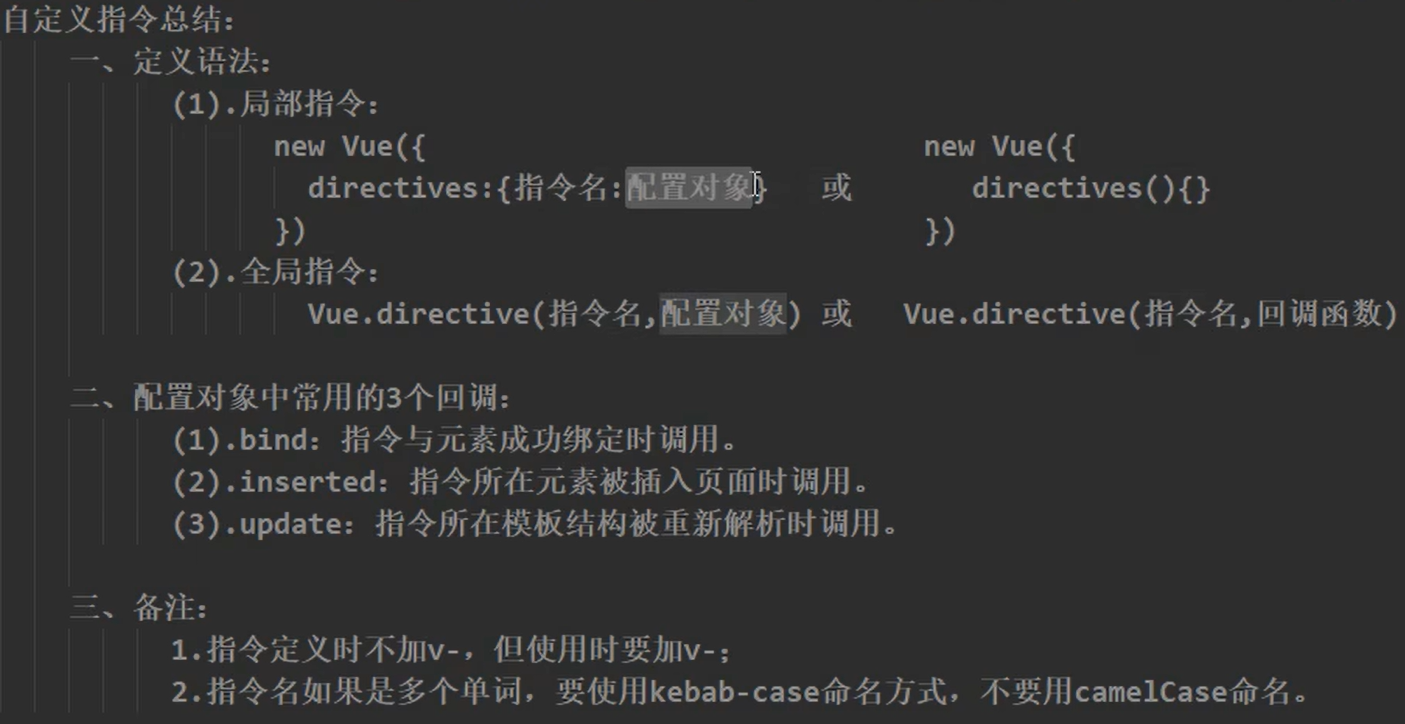 自定义指令总结：
一、定义语法：
(1).局部指令：
new Vue({ new Vue({
directives:{指令名:配置对象} 或 directives(){}
}) })
(2).全局指令：
Vue.directive(指令名,配置对象) 或 Vue.directive(指令名,回调函数)
二、配置对象中常用的3个回调：
(1).bind：指令与元素成功绑定时调用。
(2).inserted：指令所在元素被插入页面时调用。
(3).update：指令所在模板结构被重新解析时调用。
三、备注：
1.指令定义时不加v-，但使用时要加v-；
2.指令名如果是多个单词，要使用kebab-case命名方式，不要用camelCase命名。